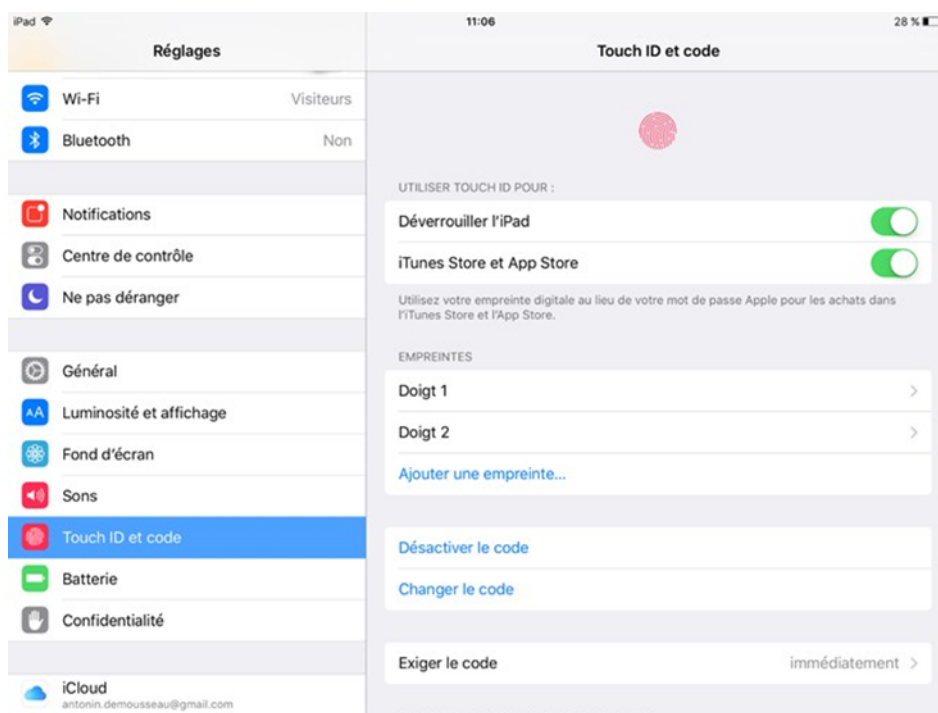 iPad
11:06
28 %
Réglages
Touch ID et code
Wi-Fi
Visiteurs
Bluetooth
Non
Notifications
Centre de contrôle
Ne pas déranger
Général
AA
Luminosité et affichage
Fond d'écran
Sons
Touch ID et code
Batterie
Confidentialité
iCloud
antonin.demousseau@gmail.com
UTILISER TOUCH ID POUR :
Déverrouiller l'iPad
iTunes Store et App Store
Utilisez votre empreinte digitale au lieu de votre mot de passe Apple pour les achats dans
l'iTunes Store et l'App Store.
EMPREINTES
Doigt 1
Doigt 2
Ajouter une empreinte...
Désactiver le code
Changer le code
Exiger le code
immédiatement